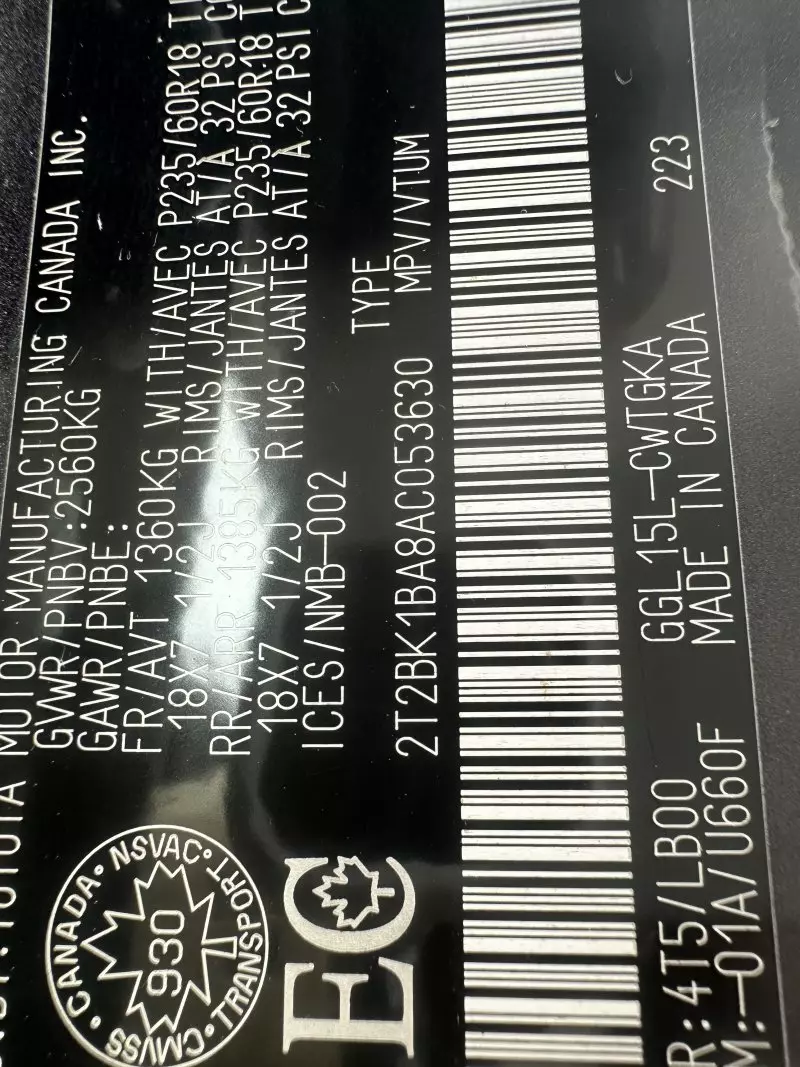 TOYOTA MOTOR MANUFACTURING CANADA INC.
GVWR/PNBV:2560KG
GAWR/PNBE:
FR/AVT 1360KG WITH/AVEC P235/60R18
18X7 1/2J RIMS/JANTES AT/A 32 PSI
RR/ARR 1385KG WITH/AVEC P235/60R18
18X7 1/2J RIMS/JANTES AT/A 32 PSI
ICES/NMB-002
TYPE
2T2BK1BA8AC053630 MPV/VTUM
CANADA • NSVAC • TRANSPORT • CMVSS •
930
EC
GGL15L-CWTGKA 223
MADE IN CANADA
R:4T5/LB00
M:-01A/U660F